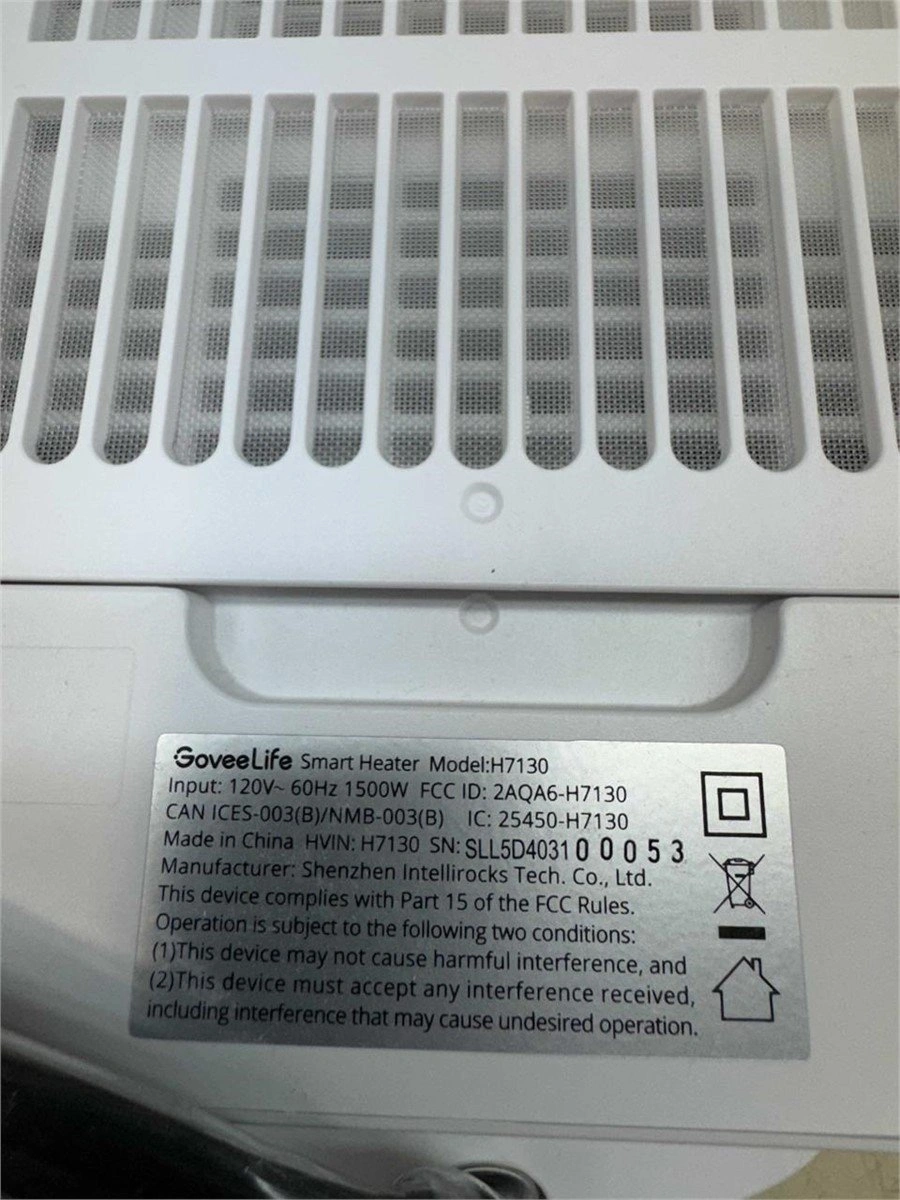 GoveeLife Smart Heater Model:H7130
Input: 120V~ 60Hz 1500W FCC ID: 2AQA6-H7130
CAN ICES-003(B)/NMB-003(B) IC: 25450-H7130
Made in China HVIN: H7130 SN: SLL5D403100053
Manufacturer: Shenzhen Intellirocks Tech. Co., Ltd.
This device complies with Part 15 of the FCC Rules.
Operation is subject to the following two conditions:
(1)This device may not cause harmful interference, and
(2)This device must accept any interference received,
including interference that may cause undesired operation.